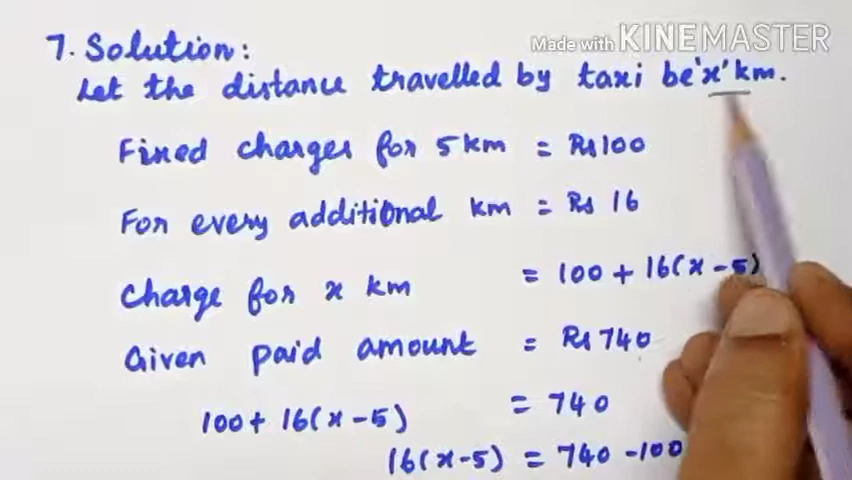 Made with KINEMASTER
7. Solution:
Let the distance travelled by taxi be 'x' km.
Fixed charges for 5 km = Rs 100
For every additional km = Rs 16
Charge for x km = 100 + 16(x - 5)
Given paid amount = Rs 740
100 + 16(x - 5) = 740
16(x - 5) = 740 - 100